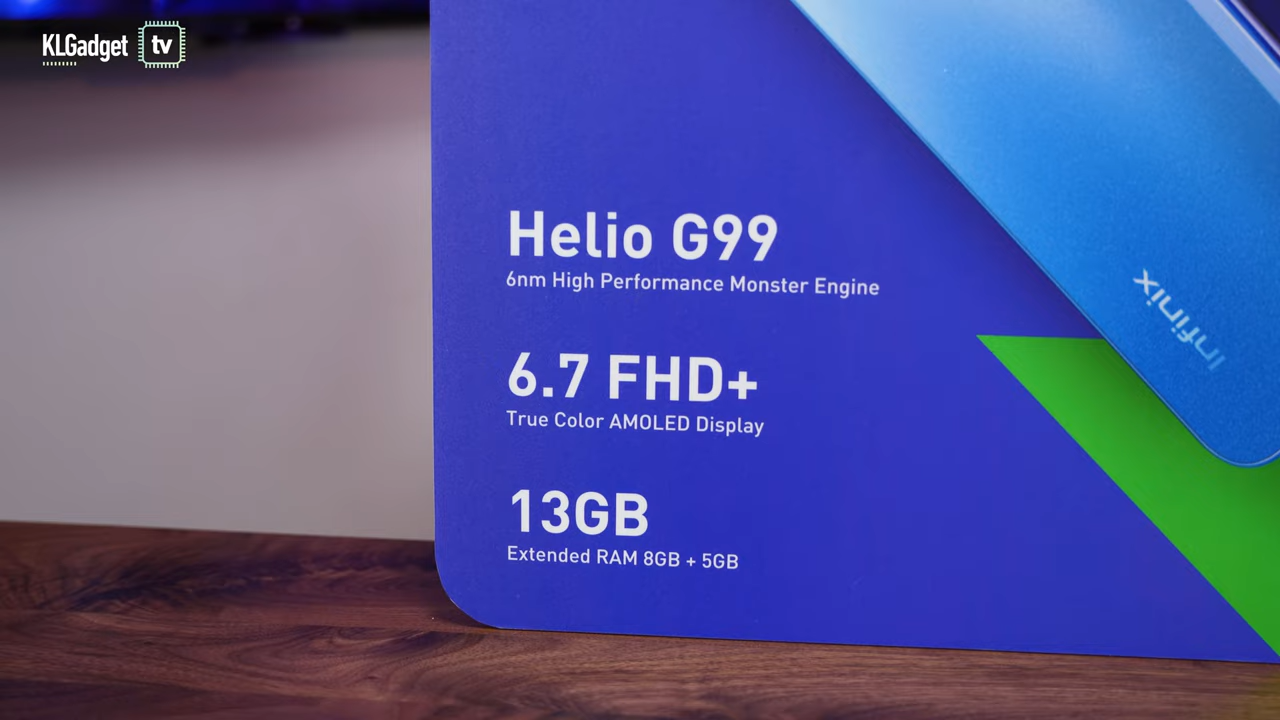 KLGadget tv
Helio G99
6nm High Performance Monster Engine
6.7 FHD+
True Color AMOLED Display
13GB
Extended RAM 8GB + 5GB
Infinix